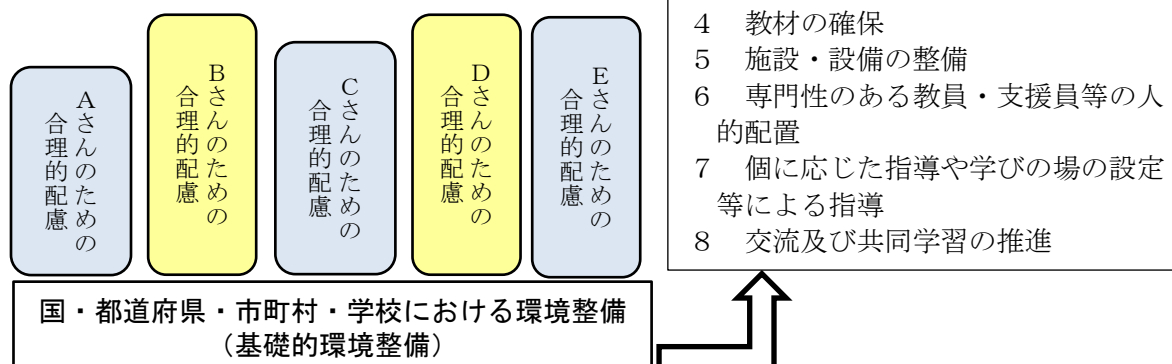 Aさんのための
合理的配慮
Bさんのための
合理的配慮
Cさんのための
合理的配慮
Dさんのための
合理的配慮
Eさんのための
合理的配慮
国・都道府県・市町村・学校における環境整備
（基礎的環境整備）
４　教材の確保
５　施設・設備の整備
６　専門性のある教員・支援員等の人
的配置
７　個に応じた指導や学びの場の設定
等による指導
８　交流及び共同学習の推進